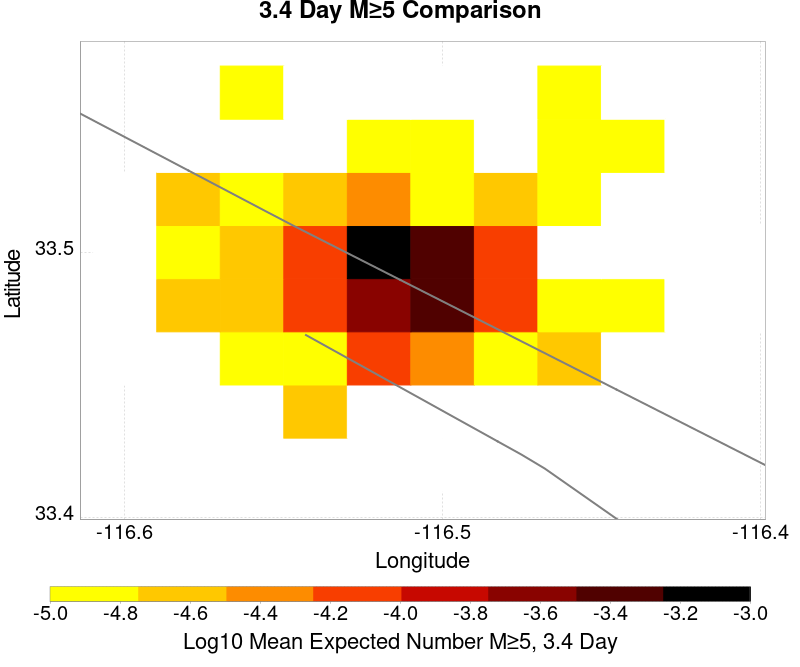 3.4 Day M≥5 Comparison
Latitude
33.5
33.4
-116.6 -116.5 -116.4
Longitude
-5.0 -4.8 -4.6 -4.4 -4.2 -4.0 -3.8 -3.6 -3.4 -3.2 -3.0
Log10 Mean Expected Number M≥5, 3.4 Day